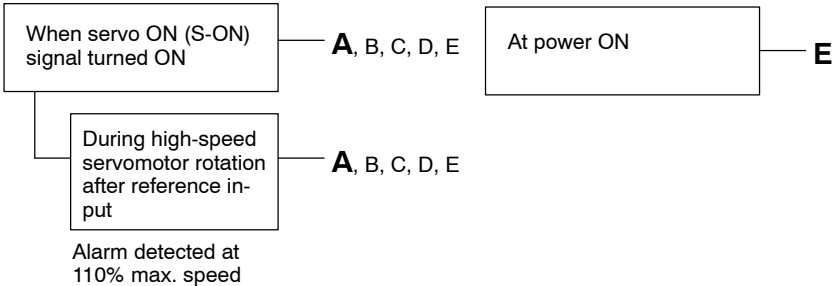 When servo ON (S-ON)
signal turned ON
A, B, C, D, E
At power ON
E
During high-speed
servomotor rotation
after reference in-
put
A, B, C, D, E
Alarm detected at
110% max. speed